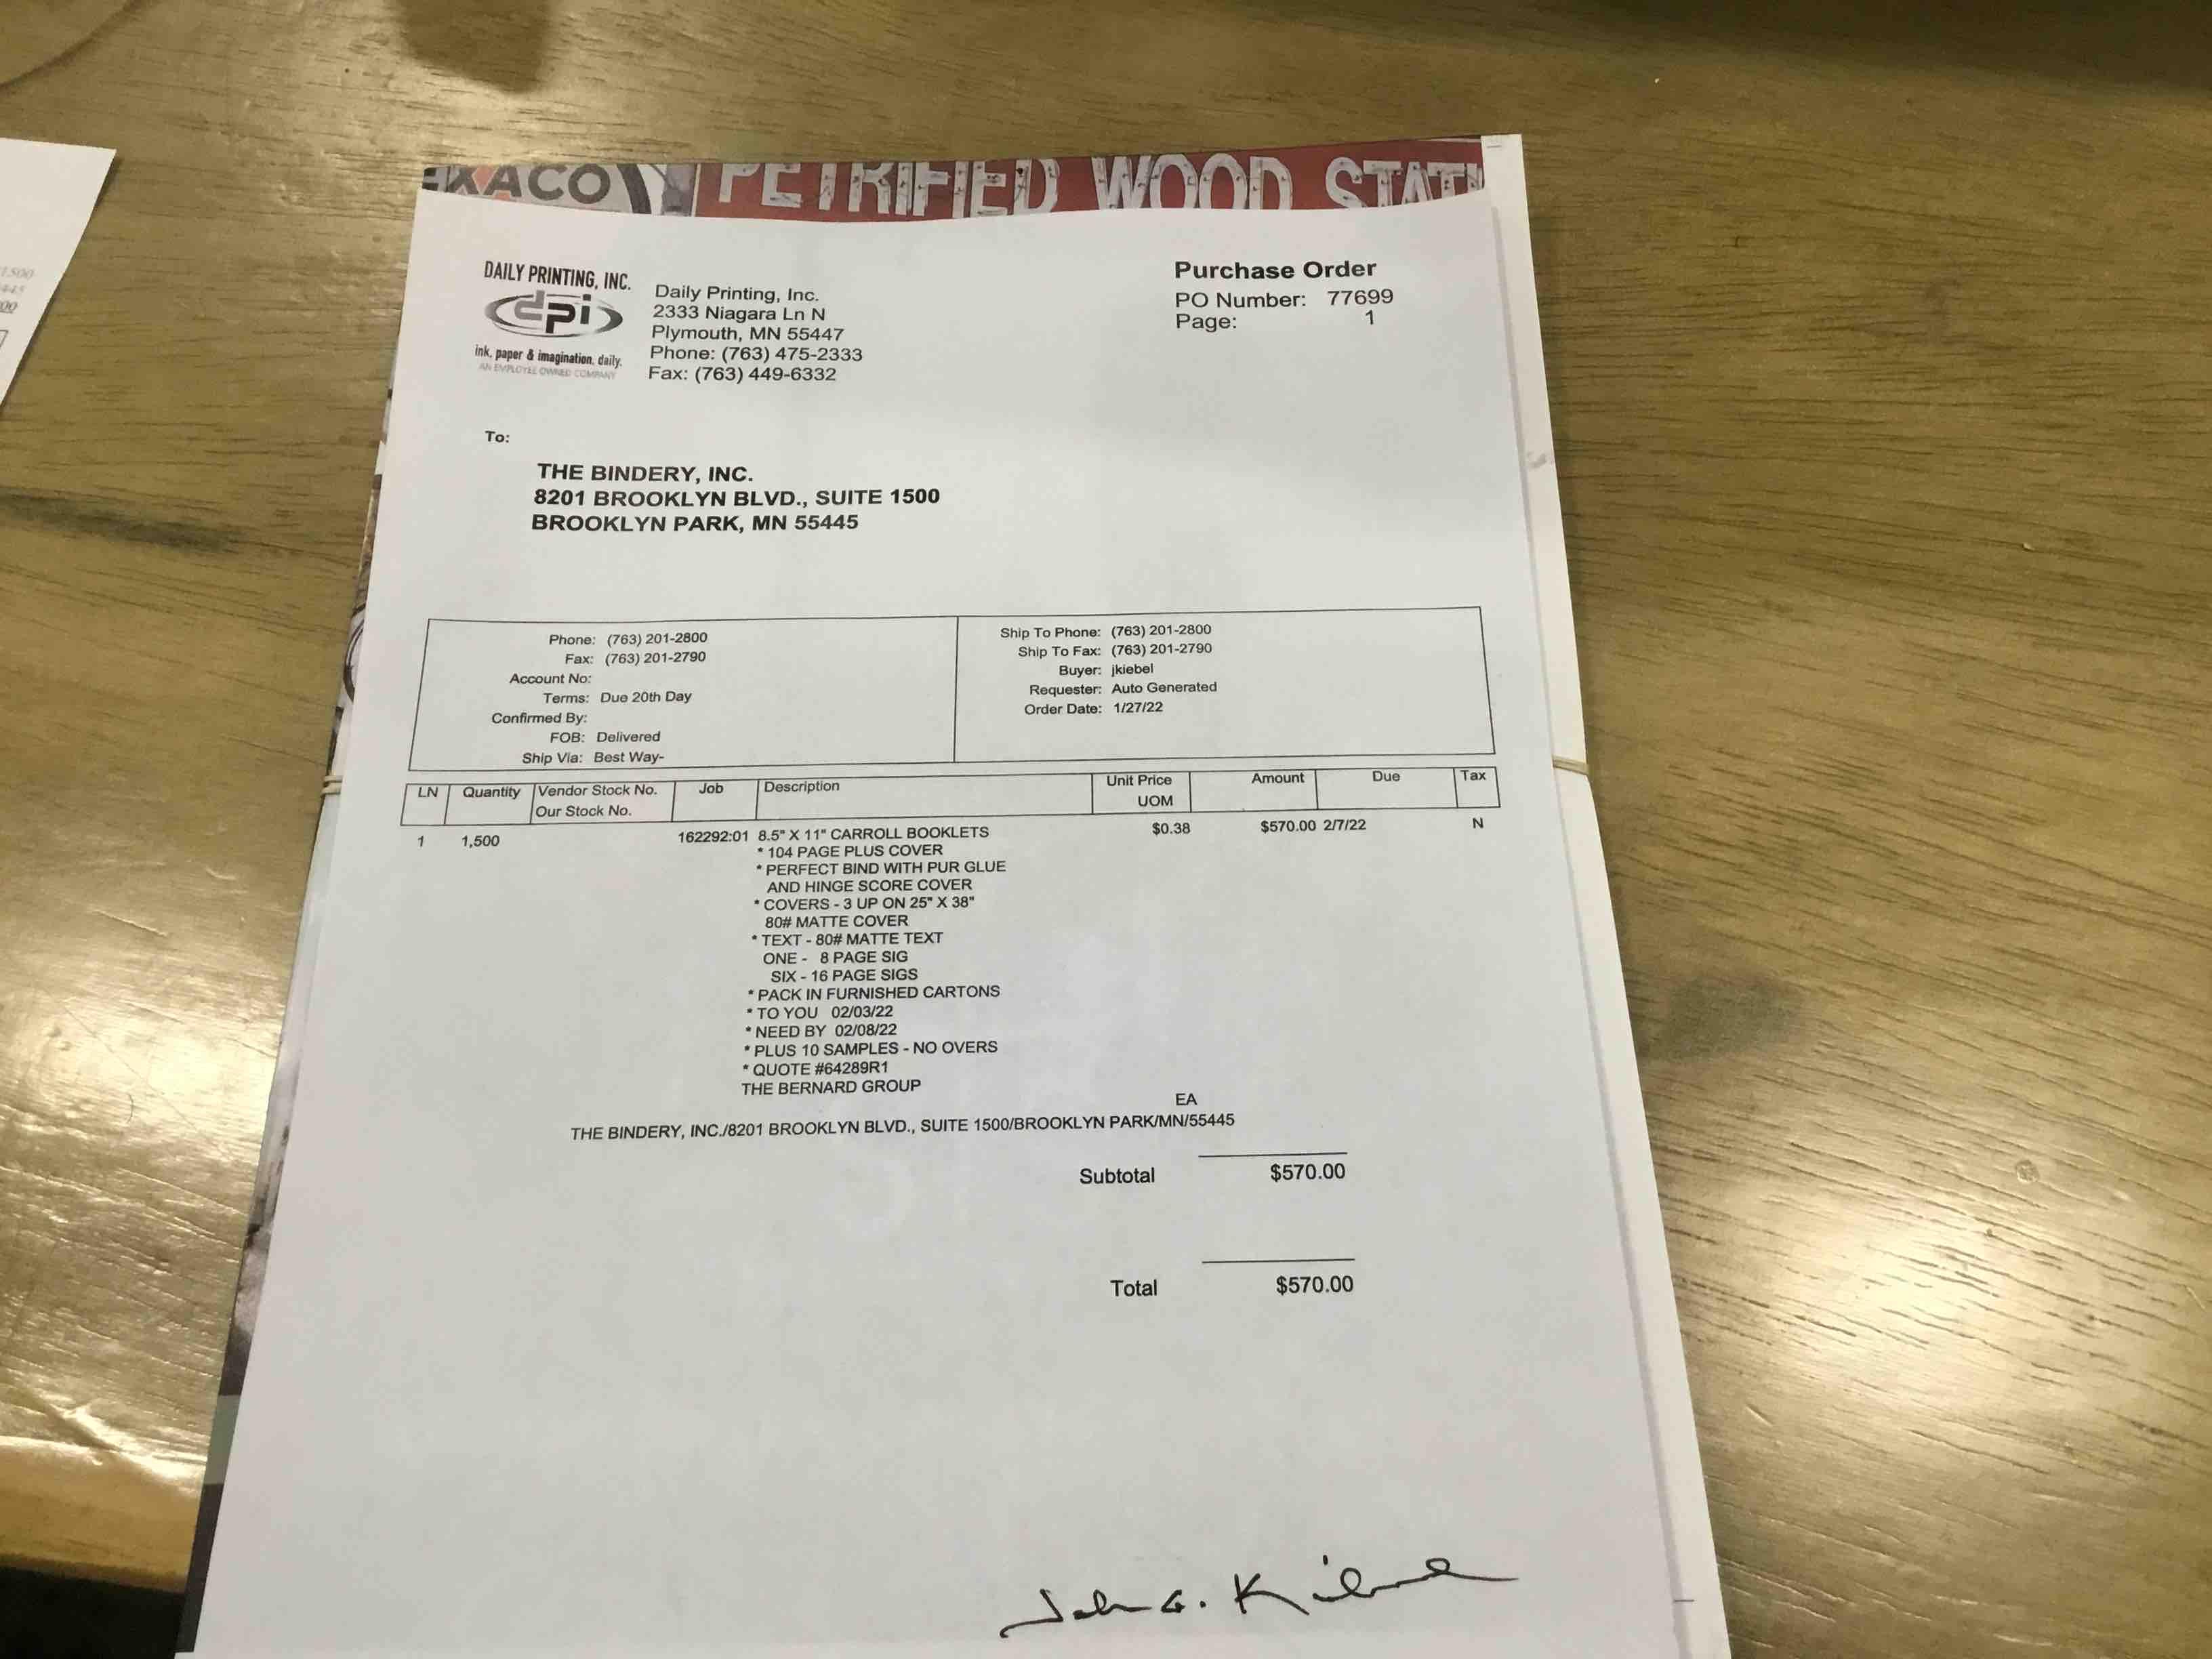 XACO PETRIFIED WOOD STATI
DAILY PRINTING, INC.
dpi
ink, paper & imagination, daily.
AN EMPLOYEE OWNED COMPANY
Daily Printing, Inc.
2333 Niagara Ln N
Plymouth, MN 55447
Phone: (763) 475-2333
Fax: (763) 449-6332
Purchase Order
PO Number: 77699
Page: 1
To:
THE BINDERY, INC.
8201 BROOKLYN BLVD., SUITE 1500
BROOKLYN PARK, MN 55445
Phone: (763) 201-2800
Fax: (763) 201-2790
Account No:
Terms: Due 20th Day
Confirmed By:
FOB: Delivered
Ship Via: Best Way-
Ship To Phone: (763) 201-2800
Ship To Fax: (763) 201-2790
Buyer: jkiebel
Requester: Auto Generated
Order Date: 1/27/22
LN Quantity Vendor Stock No. Job Description Unit Price Amount Due Tax
Our Stock No. UOM
1 1,500 162292:01 8.5" X 11" CARROLL BOOKLETS $0.38 $570.00 2/7/22 N
* 104 PAGE PLUS COVER
* PERFECT BIND WITH PUR GLUE
AND HINGE SCORE COVER
* COVERS - 3 UP ON 25" X 38"
80# MATTE COVER
* TEXT - 80# MATTE TEXT
ONE - 8 PAGE SIG
SIX - 16 PAGE SIGS
* PACK IN FURNISHED CARTONS
* TO YOU 02/03/22
* NEED BY 02/08/22
* PLUS 10 SAMPLES - NO OVERS
* QUOTE #64289R1
THE BERNARD GROUP
EA
THE BINDERY, INC./8201 BROOKLYN BLVD., SUITE 1500/BROOKLYN PARK/MN/55445
Subtotal $570.00
Total $570.00
John G.